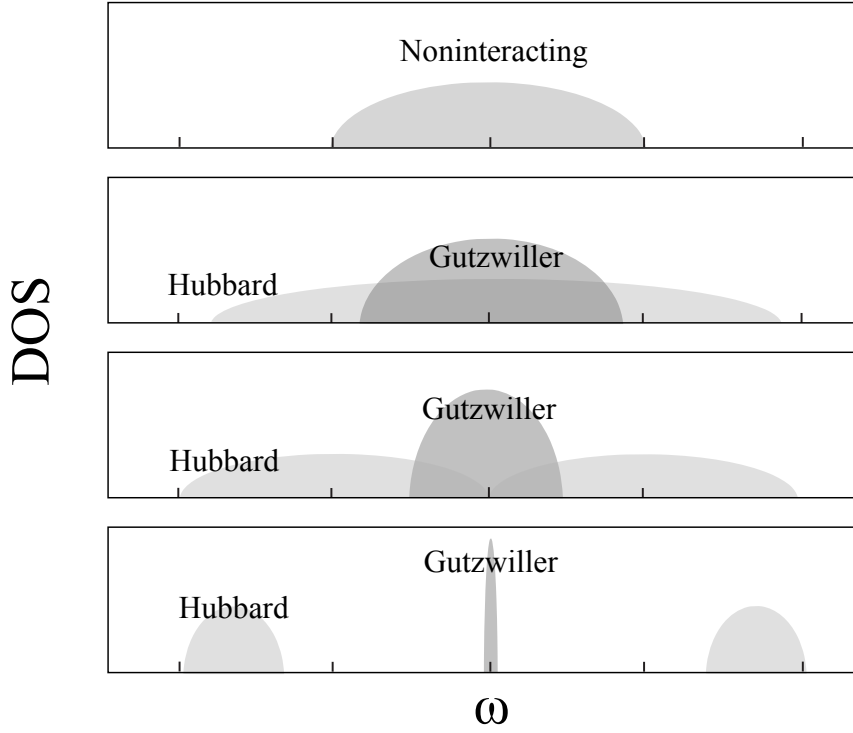 Noninteracting
Gutzwiller
Hubbard
DOS
Gutzwiller
Hubbard
Gutzwiller
Hubbard
ω